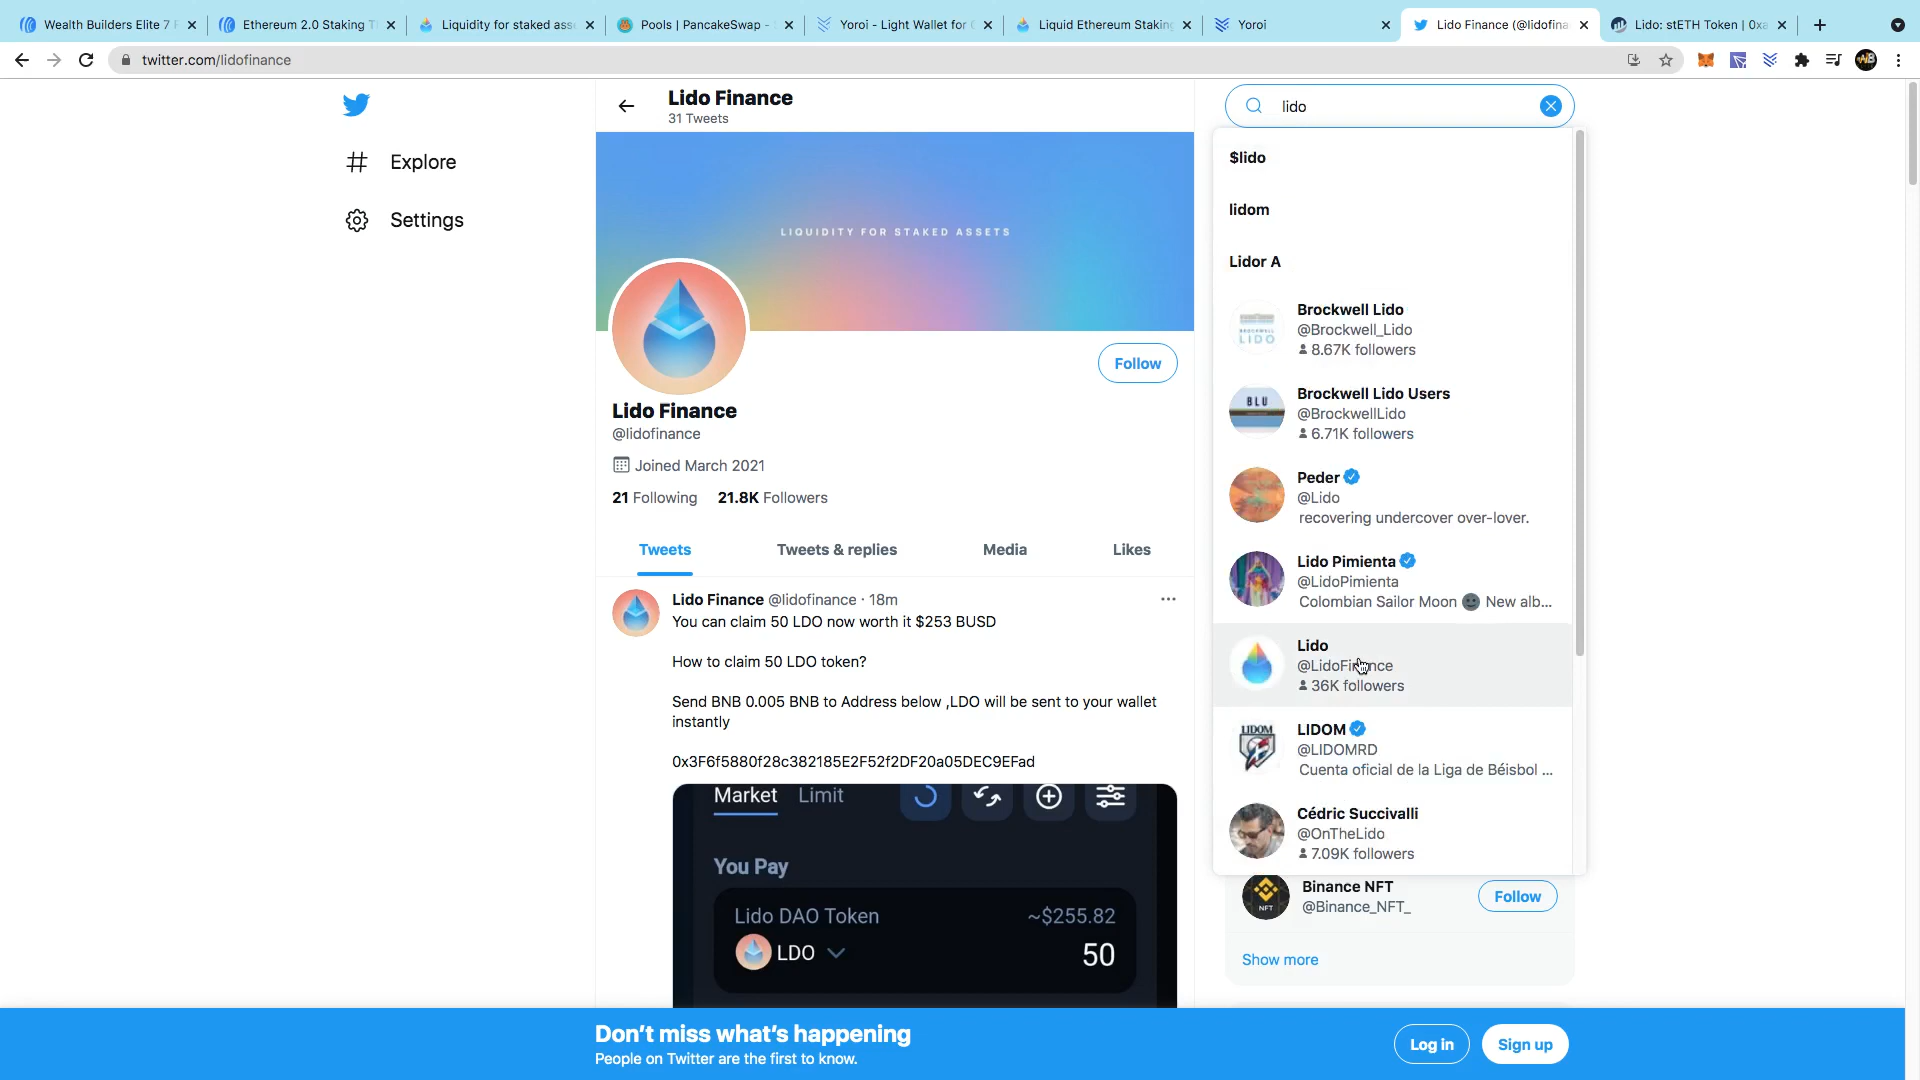 Wealth Builders Elite 7
Ethereum 2.0 Staking T
Liquidity for staked asse
Pools | PancakeSwap -
Yoroi - Light Wallet for
Liquid Ethereum Staking
Yoroi
Lido Finance (@lidofina
Lido: stETH Token | 0xa
twitter.com/lidofinance
Explore
Settings
Lido Finance
31 Tweets
LIQUIDITY FOR STAKED ASSETS
Follow
Lido Finance
@lidofinance
Joined March 2021
21 Following 21.8K Followers
Tweets Tweets & replies Media Likes
Lido Finance @lidofinance · 18m
You can claim 50 LDO now worth it $253 BUSD
How to claim 50 LDO token?
Send BNB 0.005 BNB to Address below ,LDO will be sent to your wallet
instantly
0x3F6f5880f28c382185E2F52f2DF20a05DEC9EFad
Market Limit
You Pay
Lido DAO Token ~$255.82
LDO 50
lido
$lido
lidom
Lidor A
BROCKWELL
LIDO
Brockwell Lido
@Brockwell_Lido
8.67K followers
BLU
Brockwell Lido Users
@BrockwellLido
6.71K followers
Peder
@Lido
recovering undercover over-lover.
Lido Pimienta
@LidoPimienta
Colombian Sailor Moon 🌚 New alb...
Lido
@LidoFinance
36K followers
LIDOM
LIDOM
@LIDOMRD
Cuenta oficial de la Liga de Béisbol ...
Cédric Succivalli
@OnTheLido
7.09K followers
NFT
Binance NFT
@Binance_NFT_
Follow
Show more
Don't miss what's happening
People on Twitter are the first to know.
Log in
Sign up